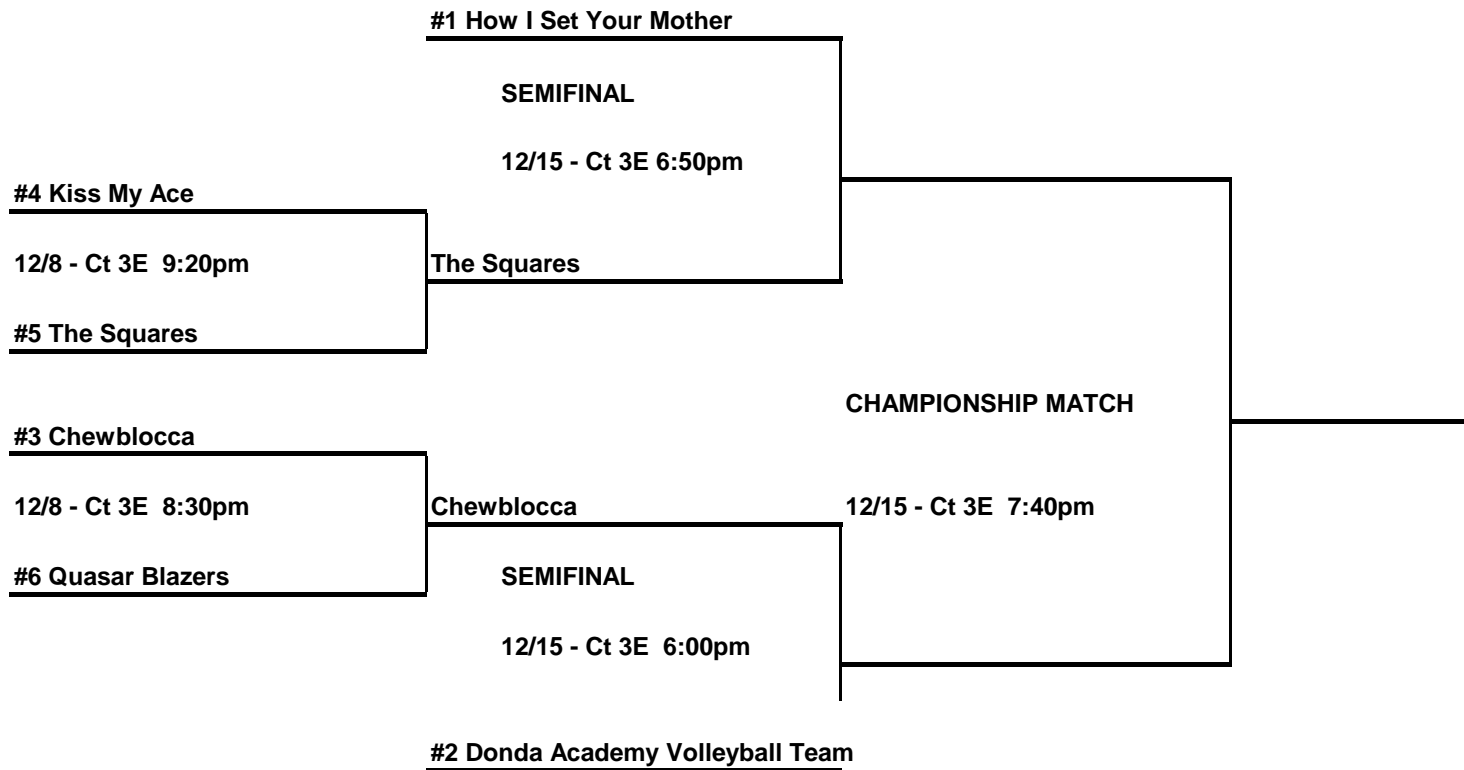 #1 How I Set Your Mother
SEMIFINAL
12/15 - Ct 3E 6:50pm
#4 Kiss My Ace
12/8 - Ct 3E 9:20pm
The Squares
#5 The Squares
CHAMPIONSHIP MATCH
#3 Chewblocca
12/8 - Ct 3E 8:30pm
Chewblocca
12/15 - Ct 3E 7:40pm
#6 Quasar Blazers
SEMIFINAL
12/15 - Ct 3E 6:00pm
#2 Donda Academy Volleyball Team